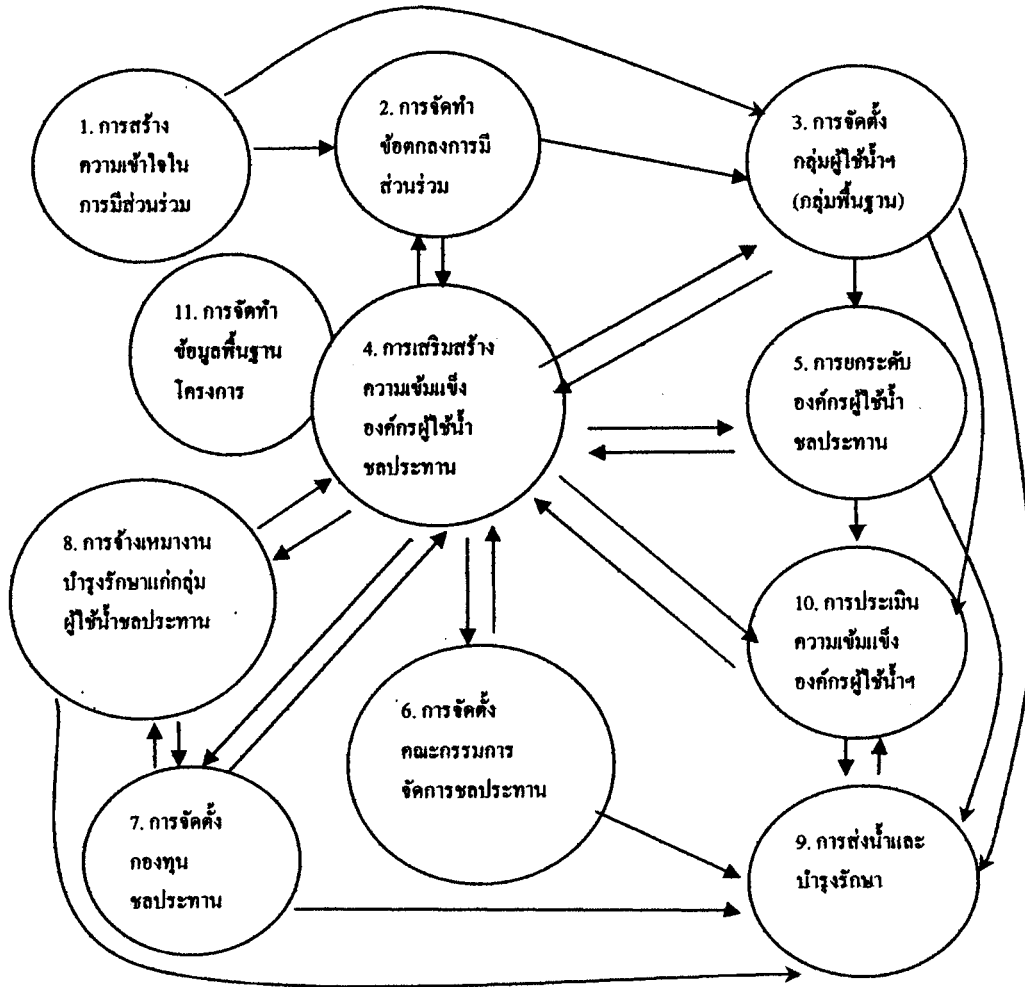 1. การสร้าง
ความเข้าใจใน
การมีส่วนร่วม
2. การจัดทำ
ข้อตกลงการมี
ส่วนร่วม
3. การจัดตั้ง
กลุ่มผู้ใช้น้ำฯ
(กลุ่มพื้นฐาน)
11. การจัดทำ
ข้อมูลพื้นฐาน
โครงการ
4. การเสริมสร้าง
ความเข้มแข็ง
องค์กรผู้ใช้น้ำ
ชลประทาน
5. การยกระดับ
องค์กรผู้ใช้น้ำ
ชลประทาน
8. การจ้างเหมางาน
บำรุงรักษาแก่กลุ่ม
ผู้ใช้น้ำชลประทาน
10. การประเมิน
ความเข้มแข็ง
องค์กรผู้ใช้น้ำฯ
6. การจัดตั้ง
คณะกรรมการ
จัดการชลประทาน
7. การจัดตั้ง
กองทุน
ชลประทาน
9. การส่งน้ำและ
บำรุงรักษา